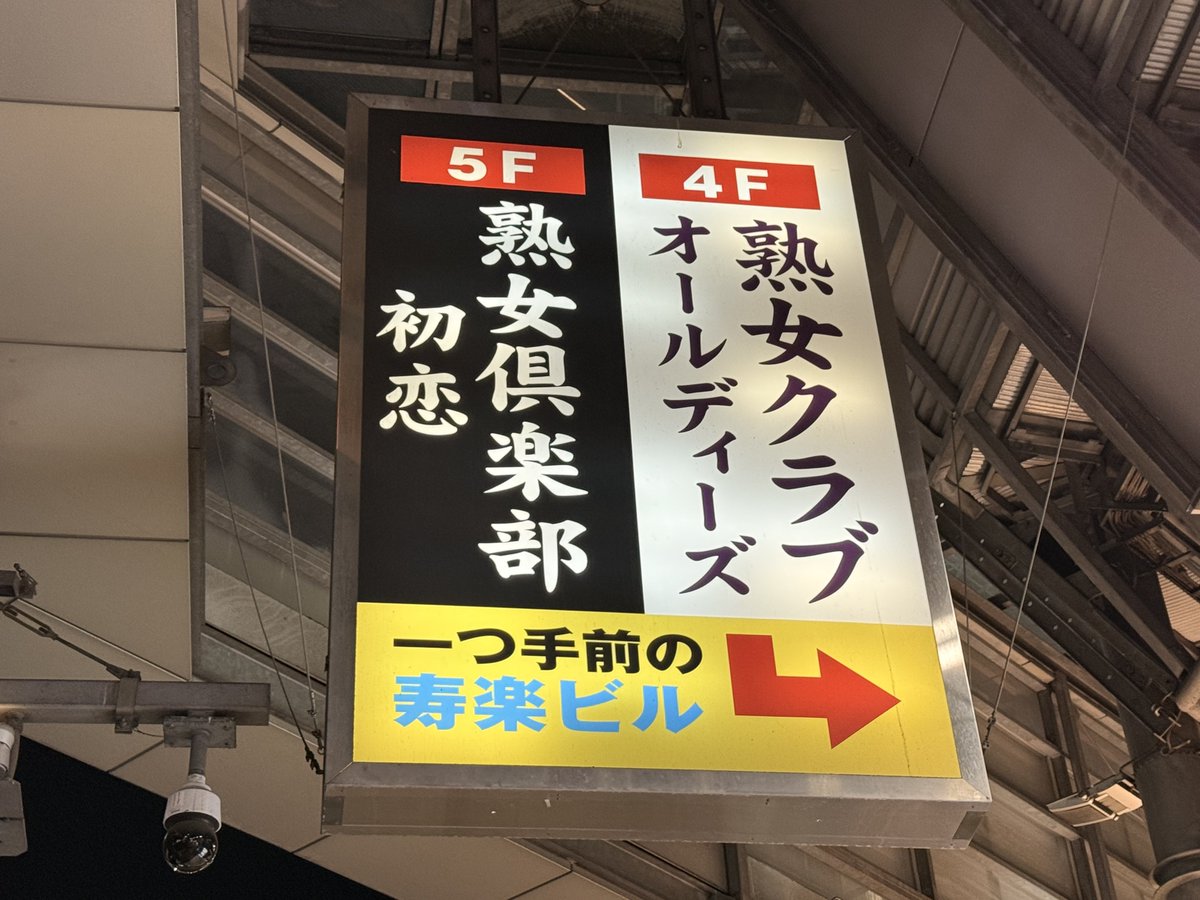 5F
熟女倶楽部
初恋
4F
熟女クラブ
オールディーズ
一つ手前の
寿楽ビル